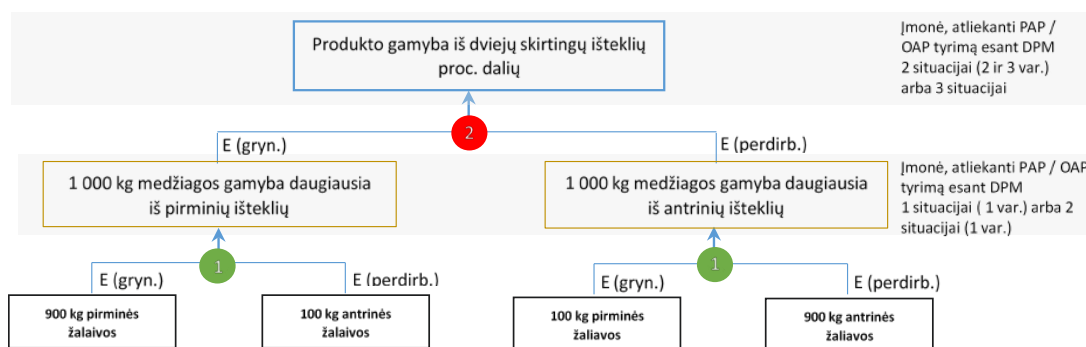 Produkto gamyba iš dviejų skirtingų išteklių
proc. dalių
Įmonė, atliekanti PAP /
OAP tyrimą esant DPM
2 situacijai (2 ir 3 var.)
arba 3 situacijai
2
E (gryn.)
E (perdirb.)
1 000 kg medžiagos gamyba daugiausia
iš pirminių išteklių
1 000 kg medžiagos gamyba daugiausia
iš antrinių išteklių
Įmonė, atliekanti PAP / OAP
tyrimą esant DPM
1 situacijai ( 1 var.) arba 2
situacijai (1 var.)
1
1
E (gryn.)
E (perdirb.)
E (gryn.)
E (perdirb.)
900 kg pirminės
žalaivos
100 kg antrinės
žalaivos
100 kg pirminės
žaliavos
900 kg antrinės
žaliavos